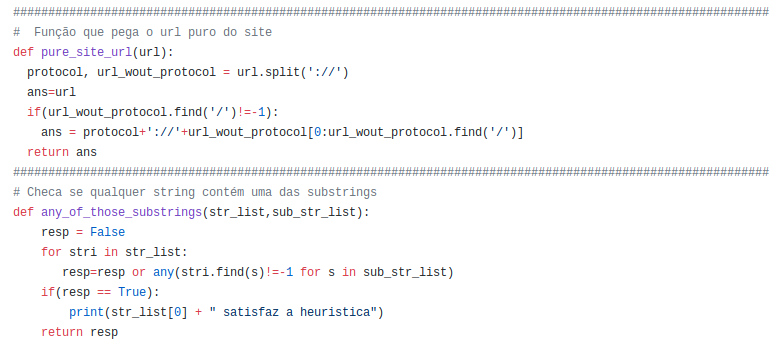 ############################################################################################################
#  Função que pega o url puro do site
def pure_site_url(url):
  protocol, url_wout_protocol = url.split('://')
  ans=url
  if(url_wout_protocol.find('/')!=-1):
    ans = protocol+'://'+url_wout_protocol[0:url_wout_protocol.find('/')]
  return ans
############################################################################################################
# Checa se qualquer string contém uma das substrings
def any_of_those_substrings(str_list,sub_str_list):
    resp = False
    for stri in str_list:
       resp=resp or any(stri.find(s)!=-1 for s in sub_str_list)
    if(resp == True):
        print(str_list[0] + " satisfaz a heuristica")
    return resp